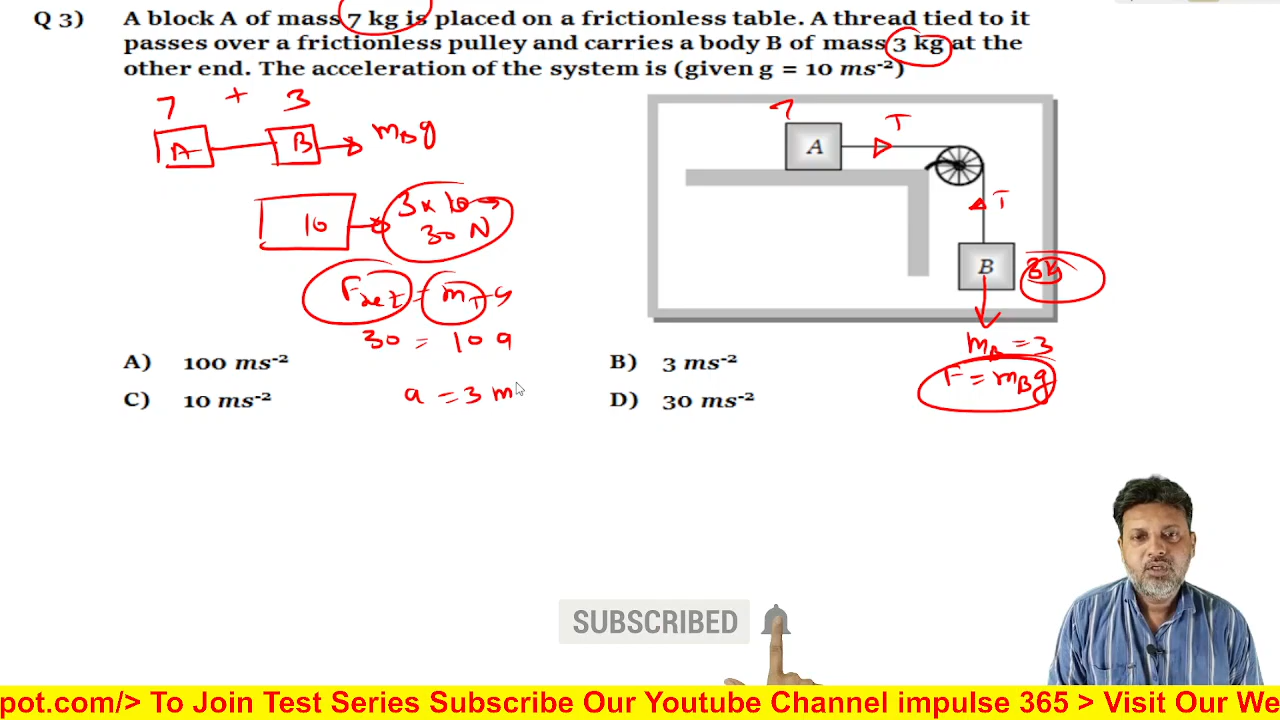 Q 3) A block A of mass 7 kg is placed on a frictionless table. A thread tied to it
passes over a frictionless pulley and carries a body B of mass 3 kg at the
other end. The acceleration of the system is (given g = 10 ms⁻²)
7 + 3
A B mBg
10 3 × 10
30 N
Fnet = mT a
30 = 10 a
a = 3 m
7
A T
T
B
mB = 3
F = mBg
A) 100 ms⁻² B) 3 ms⁻²
C) 10 ms⁻² D) 30 ms⁻²
SUBSCRIBED
pot.com/> To Join Test Series Subscribe Our Youtube Channel impulse 365 > Visit Our We